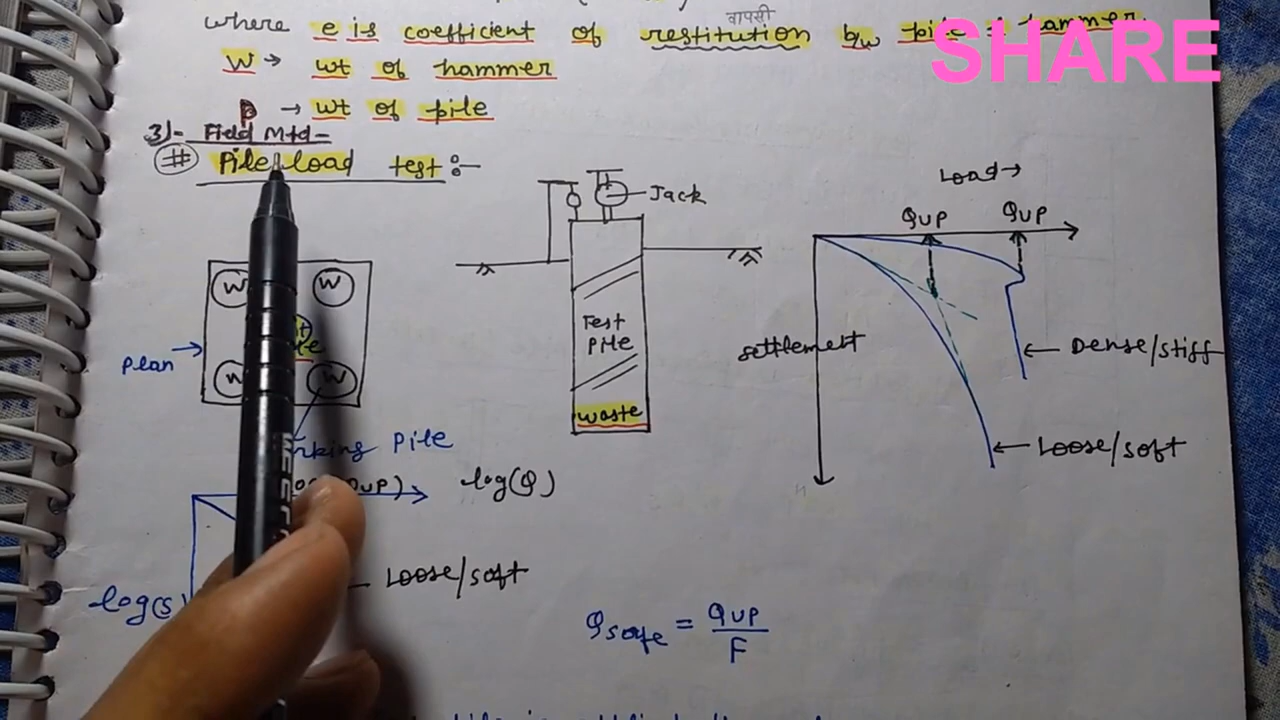 वापसी
where e is coefficient of restitution b/w pile & hammer
SHARE
W → wt of hammer
P → wt of pile
3)- Field Mtd-
# Pile load test :-
Jack
Load →
QUP QUP
W W
Test Pile
Plan →
settlement
← Dense/stiff
W W
waste
Pile
← Loose/soft
log(Q)
log(S)
Loose/soft
Qsafe = QUP / F